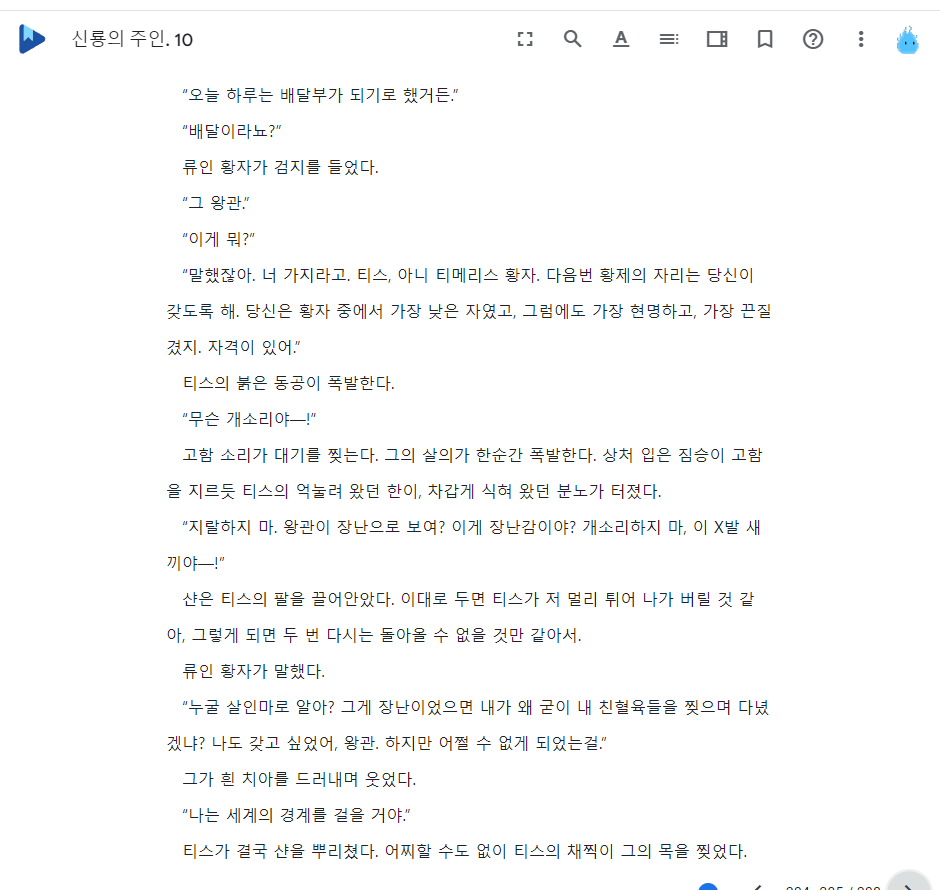 신룡의 주인. 10
“오늘 하루는 배달부가 되기로 했거든.”
“배달이라뇨?”
류인 황자가 검지를 들었다.
“그 왕관.”
“이게 뭐?”
“말했잖아. 너 가지라고. 티스, 아니 티메리스 황자. 다음번 황제의 자리는 당신이
갖도록 해. 당신은 황자 중에서 가장 낮은 자였고, 그럼에도 가장 현명하고, 가장 끈질
겼지. 자격이 있어.”
티스의 붉은 동공이 폭발한다.
“무슨 개소리야—!”
고함 소리가 대기를 찢는다. 그의 살의가 한순간 폭발한다. 상처 입은 짐승이 고함
을 지르듯 티스의 억눌려 왔던 한이, 차갑게 식혀 왔던 분노가 터졌다.
“지랄하지 마. 왕관이 장난으로 보여? 이게 장난감이야? 개소리하지 마, 이 X발 새
끼야—!”
샨은 티스의 팔을 끌어안았다. 이대로 두면 티스가 저 멀리 튀어 나가 버릴 것 같
아, 그렇게 되면 두 번 다시는 돌아올 수 없을 것만 같아서.
류인 황자가 말했다.
“누굴 살인마로 알아? 그게 장난이었으면 내가 왜 굳이 내 친혈육들을 찢으며 다녔
겠냐? 나도 갖고 싶었어, 왕관. 하지만 어쩔 수 없게 되었는걸.”
그가 흰 치아를 드러내며 웃었다.
“나는 세계의 경계를 걸을 거야.”
티스가 결국 샨을 뿌리쳤다. 어찌할 수도 없이 티스의 채찍이 그의 목을 찢었다.